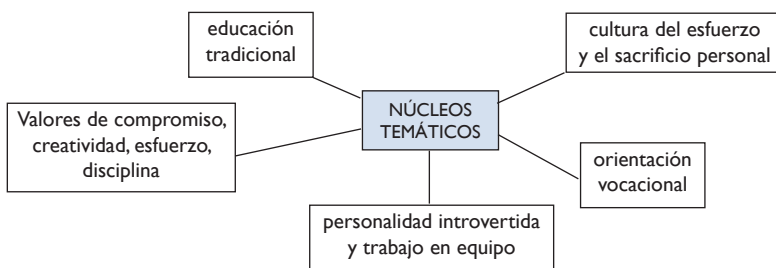 educación
tradicional
cultura del esfuerzo
y el sacrificio personal
NÚCLEOS
TEMÁTICOS
Valores de compromiso,
creatividad, esfuerzo,
disciplina
orientación
vocacional
personalidad introvertida
y trabajo en equipo